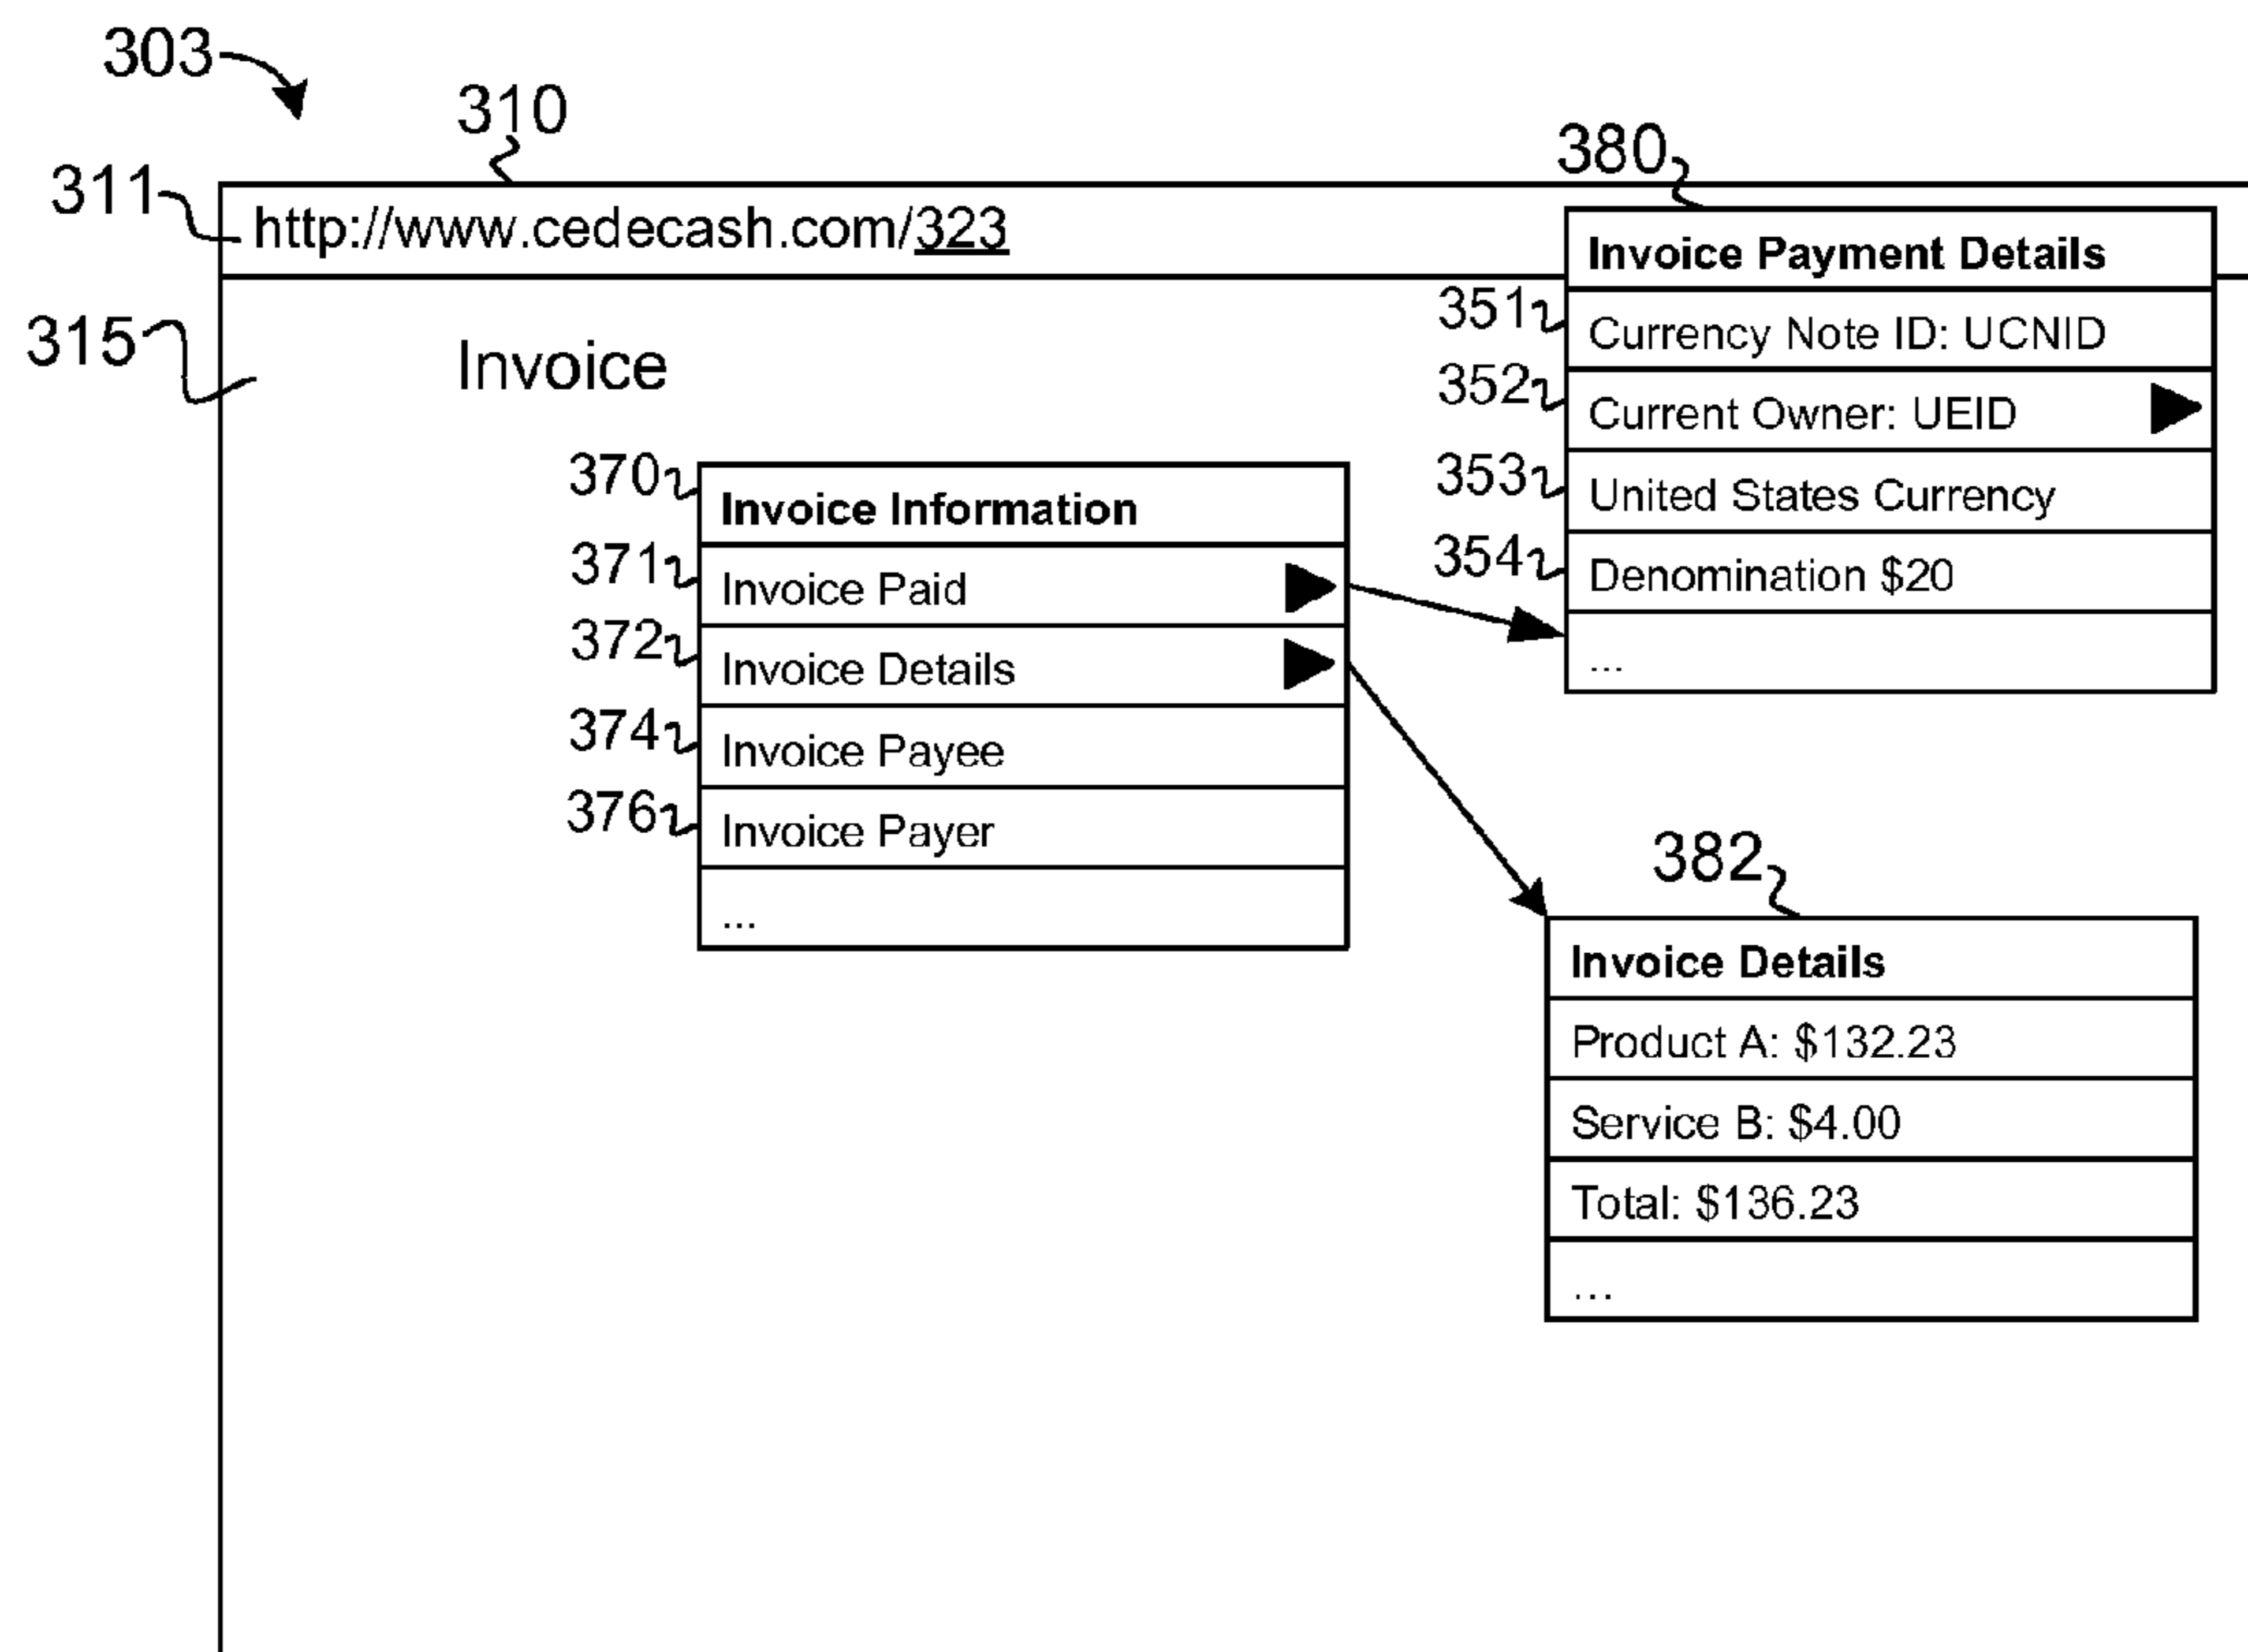 303
310
380
311
http://www.cedecash.com/323
Invoice Payment Details
315
Invoice
351
Currency Note ID: UCNID
352
Current Owner: UEID
353
United States Currency
354
Denomination $20
...
370
Invoice Information
371
Invoice Paid
372
Invoice Details
374
Invoice Payee
376
Invoice Payer
...
382
Invoice Details
Product A: $132.23
Service B: $4.00
Total: $136.23
...